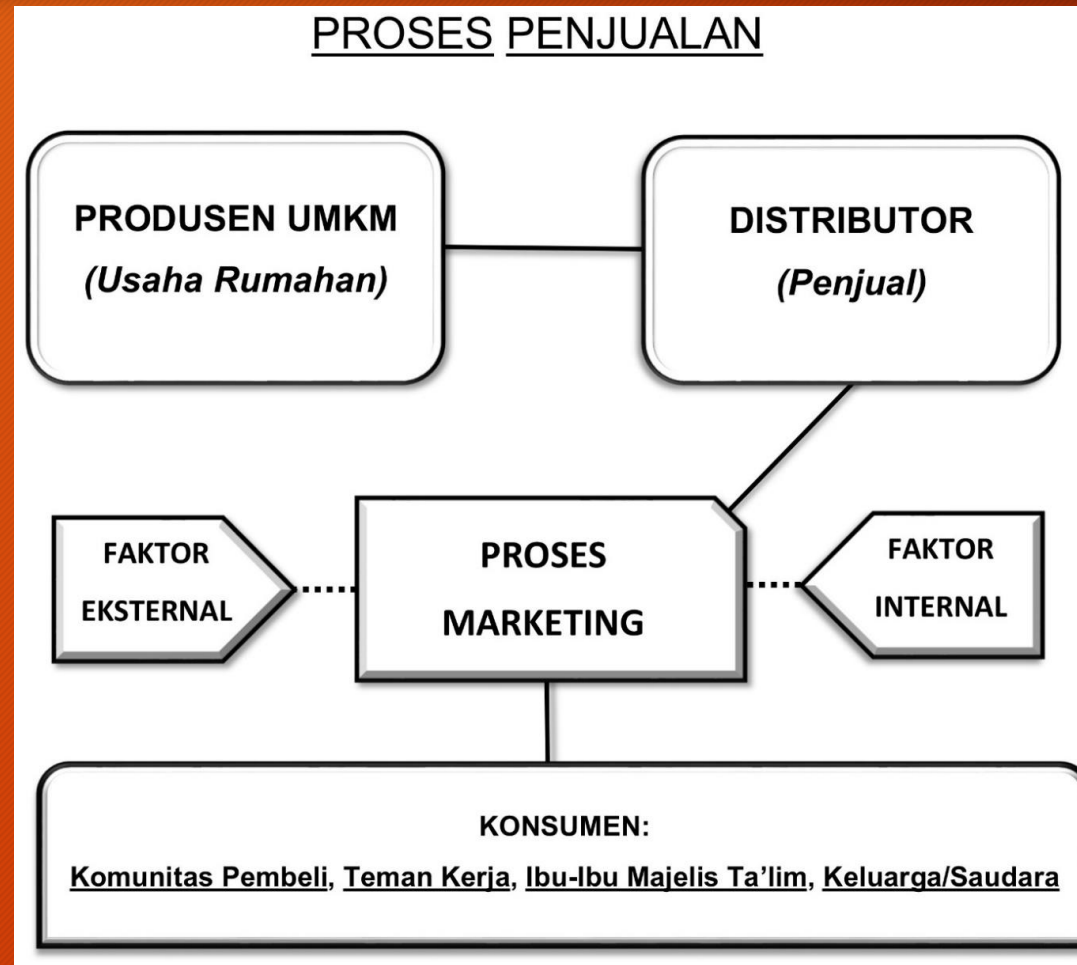 PROSES PENJUALAN
PRODUSEN UMKM
(Usaha Rumahan)
DISTRIBUTOR
(Penjual)
FAKTOR
EKSTERNAL
PROSES
MARKETING
FAKTOR
INTERNAL
KONSUMEN:
Komunitas Pembeli, Teman Kerja, Ibu-Ibu Majelis Ta’lim, Keluarga/Saudara